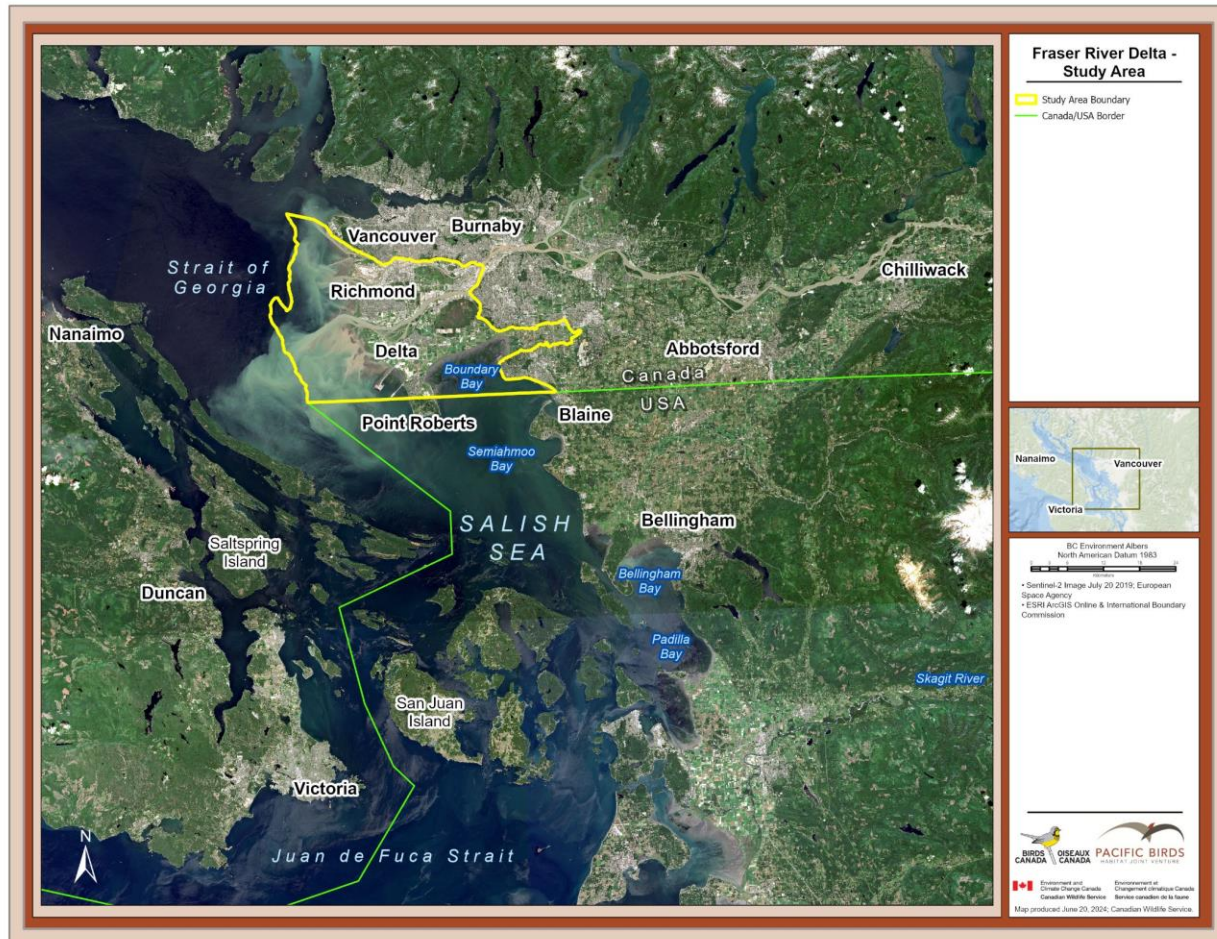 Fraser River Delta -
Study Area
Study Area Boundary
Canada/USA Border
Vancouver
Burnaby
Strait of
Georgia
Richmond
Chilliwack
Nanaimo
Delta
Abbotsford
Boundary
Bay
Canada
USA
Point Roberts
Blaine
Semiahmoo
Bay
SALISH
SEA
Bellingham
Saltspring
Island
Duncan
Bellingham
Bay
Padilla
Bay
Skagit River
San Juan
Island
Victoria
N
Juan de Fuca Strait
Nanaimo
Vancouver
Victoria
BC Environment Albers
North American Datum 1983
Kilometers
• Sentinel-2 Image July 20 2019; European
Space Agency
• ESRI ArcGIS Online & International Boundary
Commission
BIRDS CANADA
OISEAUX CANADA
PACIFIC BIRDS
HABITAT JOINT VENTURE
Environment and
Climate Change Canada
Canadian Wildlife Service
Environnement et
Changement climatique Canada
Service canadien de la faune
Map produced June 20, 2024; Canadian Wildlife Service.